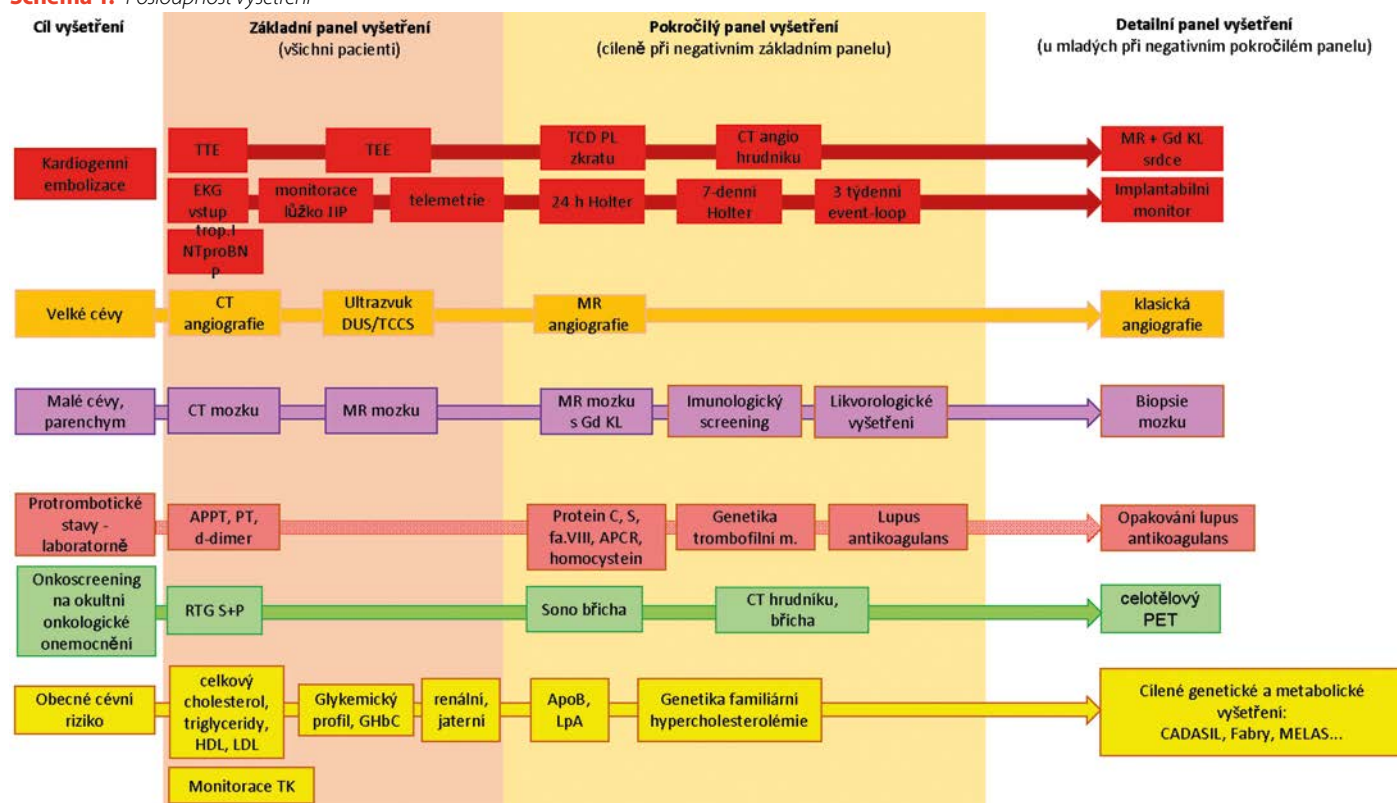 Schéma 1. Posloupnost vyšetření
Cíl vyšetření
Základní panel vyšetření
(všichni pacienti)
Pokročilý panel vyšetření
(cíleně při negativním základním panelu)
Detailní panel vyšetření
(u mladých při negativním pokročilém panelu)
Kardiogenní
embolizace
TTE
TEE
TCD PL
zkratu
CT angio
hrudníku
MR + Gd KL
srdce
EKG
vstup
monitorace
lůžko JIP
telemetrie
24 h Holter
7-denní
Holter
3 týdenní
event-loop
Implantabilní
monitor
trop.I
NTproBN
P
Velké cévy
CT
angiografie
Ultrazvuk
DUS/TCCS
MR
angiografie
klasická
angiografie
Malé cévy,
parenchym
CT mozku
MR mozku
MR mozku
s Gd KL
Imunologický
screening
Likvorologické
vyšetření
Biopsie
mozku
Protrombotické
stavy -
laboratorně
APPT, PT,
d-dimer
Protein C, S,
fa.VIII, APCR,
homocystein
Genetika
trombofilní m.
Lupus
antikoagulans
Opakování lupus
antikoagulans
Onkoscreening
na okultní
onkologické
onemocnění
RTG S+P
Sono břicha
CT hrudníku,
břicha
celotělový
PET
Obecné cévní
riziko
celkový
cholesterol,
triglyceridy,
HDL, LDL
Glykemický
profil, GHbC
renální,
jaterní
ApoB,
LpA
Genetika familiární
hypercholesterolémie
Cílené genetické a metabolické
vyšetření:
CADASIL, Fabry, MELAS...
Monitorace TK